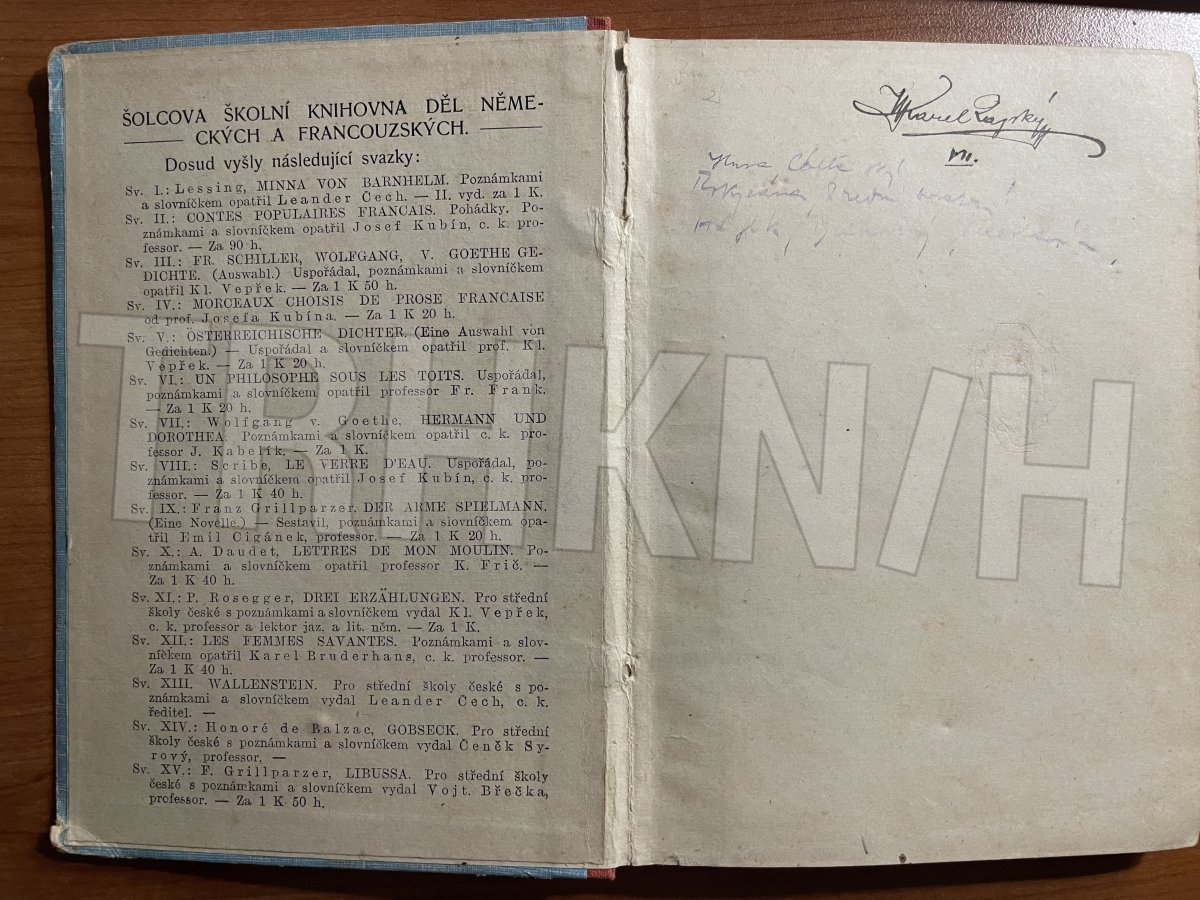 ŠOLCOVA ŠKOLNÍ KNIHOVNA DĚL NĚME-
CKÝCH A FRANCOUZSKÝCH.
Dosud vyšly následující svazky:
Sv. I.: Lessing, MINNA VON BARNHELM. Poznámkami
a slovníčkem opatřil Leander Čech. — II. vyd. za 1 K.
Sv. II.: CONTES POPULAIRES FRANCAIS. Pohádky. Po-
známkami a slovníčkem opatřil Josef Kubín, c. k. pro-
fessor. — Za 90 h.
Sv. III.: FR. SCHILLER, WOLFGANG, V. GOETHE GE-
DICHTE. (Auswahl.) Uspořádal, poznámkami a slovníčkem
opatřil Kl. Vepřek. — Za 1 K 50 h.
Sv. IV.: MORCEAUX CHOISIS DE PROSE FRANCAISE
od prof. Josefa Kubína. — Za 1 K 20 h.
Sv. V.: ÖSTERREICHISCHE DICHTER. (Eine Auswahl von
Gedichten.) — Uspořádal a slovníčkem opatřil prof. Kl.
Vepřek. — Za 1 K 20 h.
Sv. VI.: UN PHILOSOPHE SOUS LES TOITS. Uspořádal,
poznámkami a slovníčkem opatřil professor Fr. Frank.
— Za 1 K 20 h.
Sv. VII.: Wolfgang v. Goethe, HERMANN UND
DOROTHEA. Poznámkami a slovníčkem opatřil c. k. pro-
fessor J. Kabelík. — Za 1 K.
Sv. VIII.: Scribe, LE VERRE D'EAU. Uspořádal, po-
známkami a slovníčkem opatřil Josef Kubín, c. k. pro-
fessor. — Za 1 K 40 h.
Sv. IX.: Franz Grillparzer, DER ARME SPIELMANN.
(Eine Novelle.) — Sestavil, poznámkami a slovníčkem opa-
třil Emil Cigánek, professor. — Za 1 K 20 h.
Sv. X.: A. Daudet, LETTRES DE MON MOULIN. Po-
známkami a slovníčkem opatřil professor K. Frič. —
Za 1 K 40 h.
Sv. XI.: P. Rosegger, DREI ERZÄHLUNGEN. Pro střední
školy české s poznámkami a slovníčkem vydal Kl. Vepřek,
c. k. professor a lektor jaz. a lit. něm. — Za 1 K.
Sv. XII.: LES FEMMES SAVANTES. Poznámkami a slov-
níčkem opatřil Karel Bruderhans, c. k. professor. —
Za 1 K 40 h.
Sv. XIII. WALLENSTEIN. Pro střední školy české s po-
známkami a slovníčkem vydal Leander Čech, c. k.
ředitel. —
Sv. XIV.: Honoré de Balzac, GOBSECK. Pro střední
školy české s poznámkami a slovníčkem vydal Čeněk Sy-
rový, professor. —
Sv. XV.: F. Grillparzer, LIBUSSA. Pro střední školy
české s poznámkami a slovníčkem vydal Vojt. Břečka,
professor. — Za 1 K 50 h.
Karel
VII.
TRHKN/H